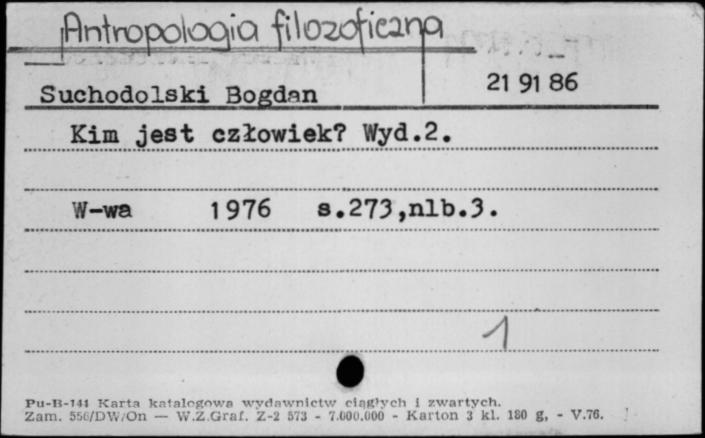 Antropologia filozoficzna
Suchodolski Bogdan
21 91 86
Kim jest człowiek? Wyd.2.
W-wa 1976 s.273,nlb.3.
1
Pu-B-144 Karta katalogowa wydawnictw ciągłych i zwartych.
Zam. 556/DW/On — W.Z.Graf. Z-2 573 - 7.000.000 - Karton 3 kl. 180 g, - V.76.